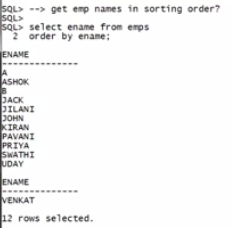 SQL> --> get emp names in sorting order?
SQL>
SQL> select ename from emps
2 order by ename;
ENAME
--------------
A
ASHOK
B
JACK
JILANI
JOHN
KIRAN
PAVANI
PRIYA
SWATHI
UDAY
ENAME
--------------
VENKAT
12 rows selected.